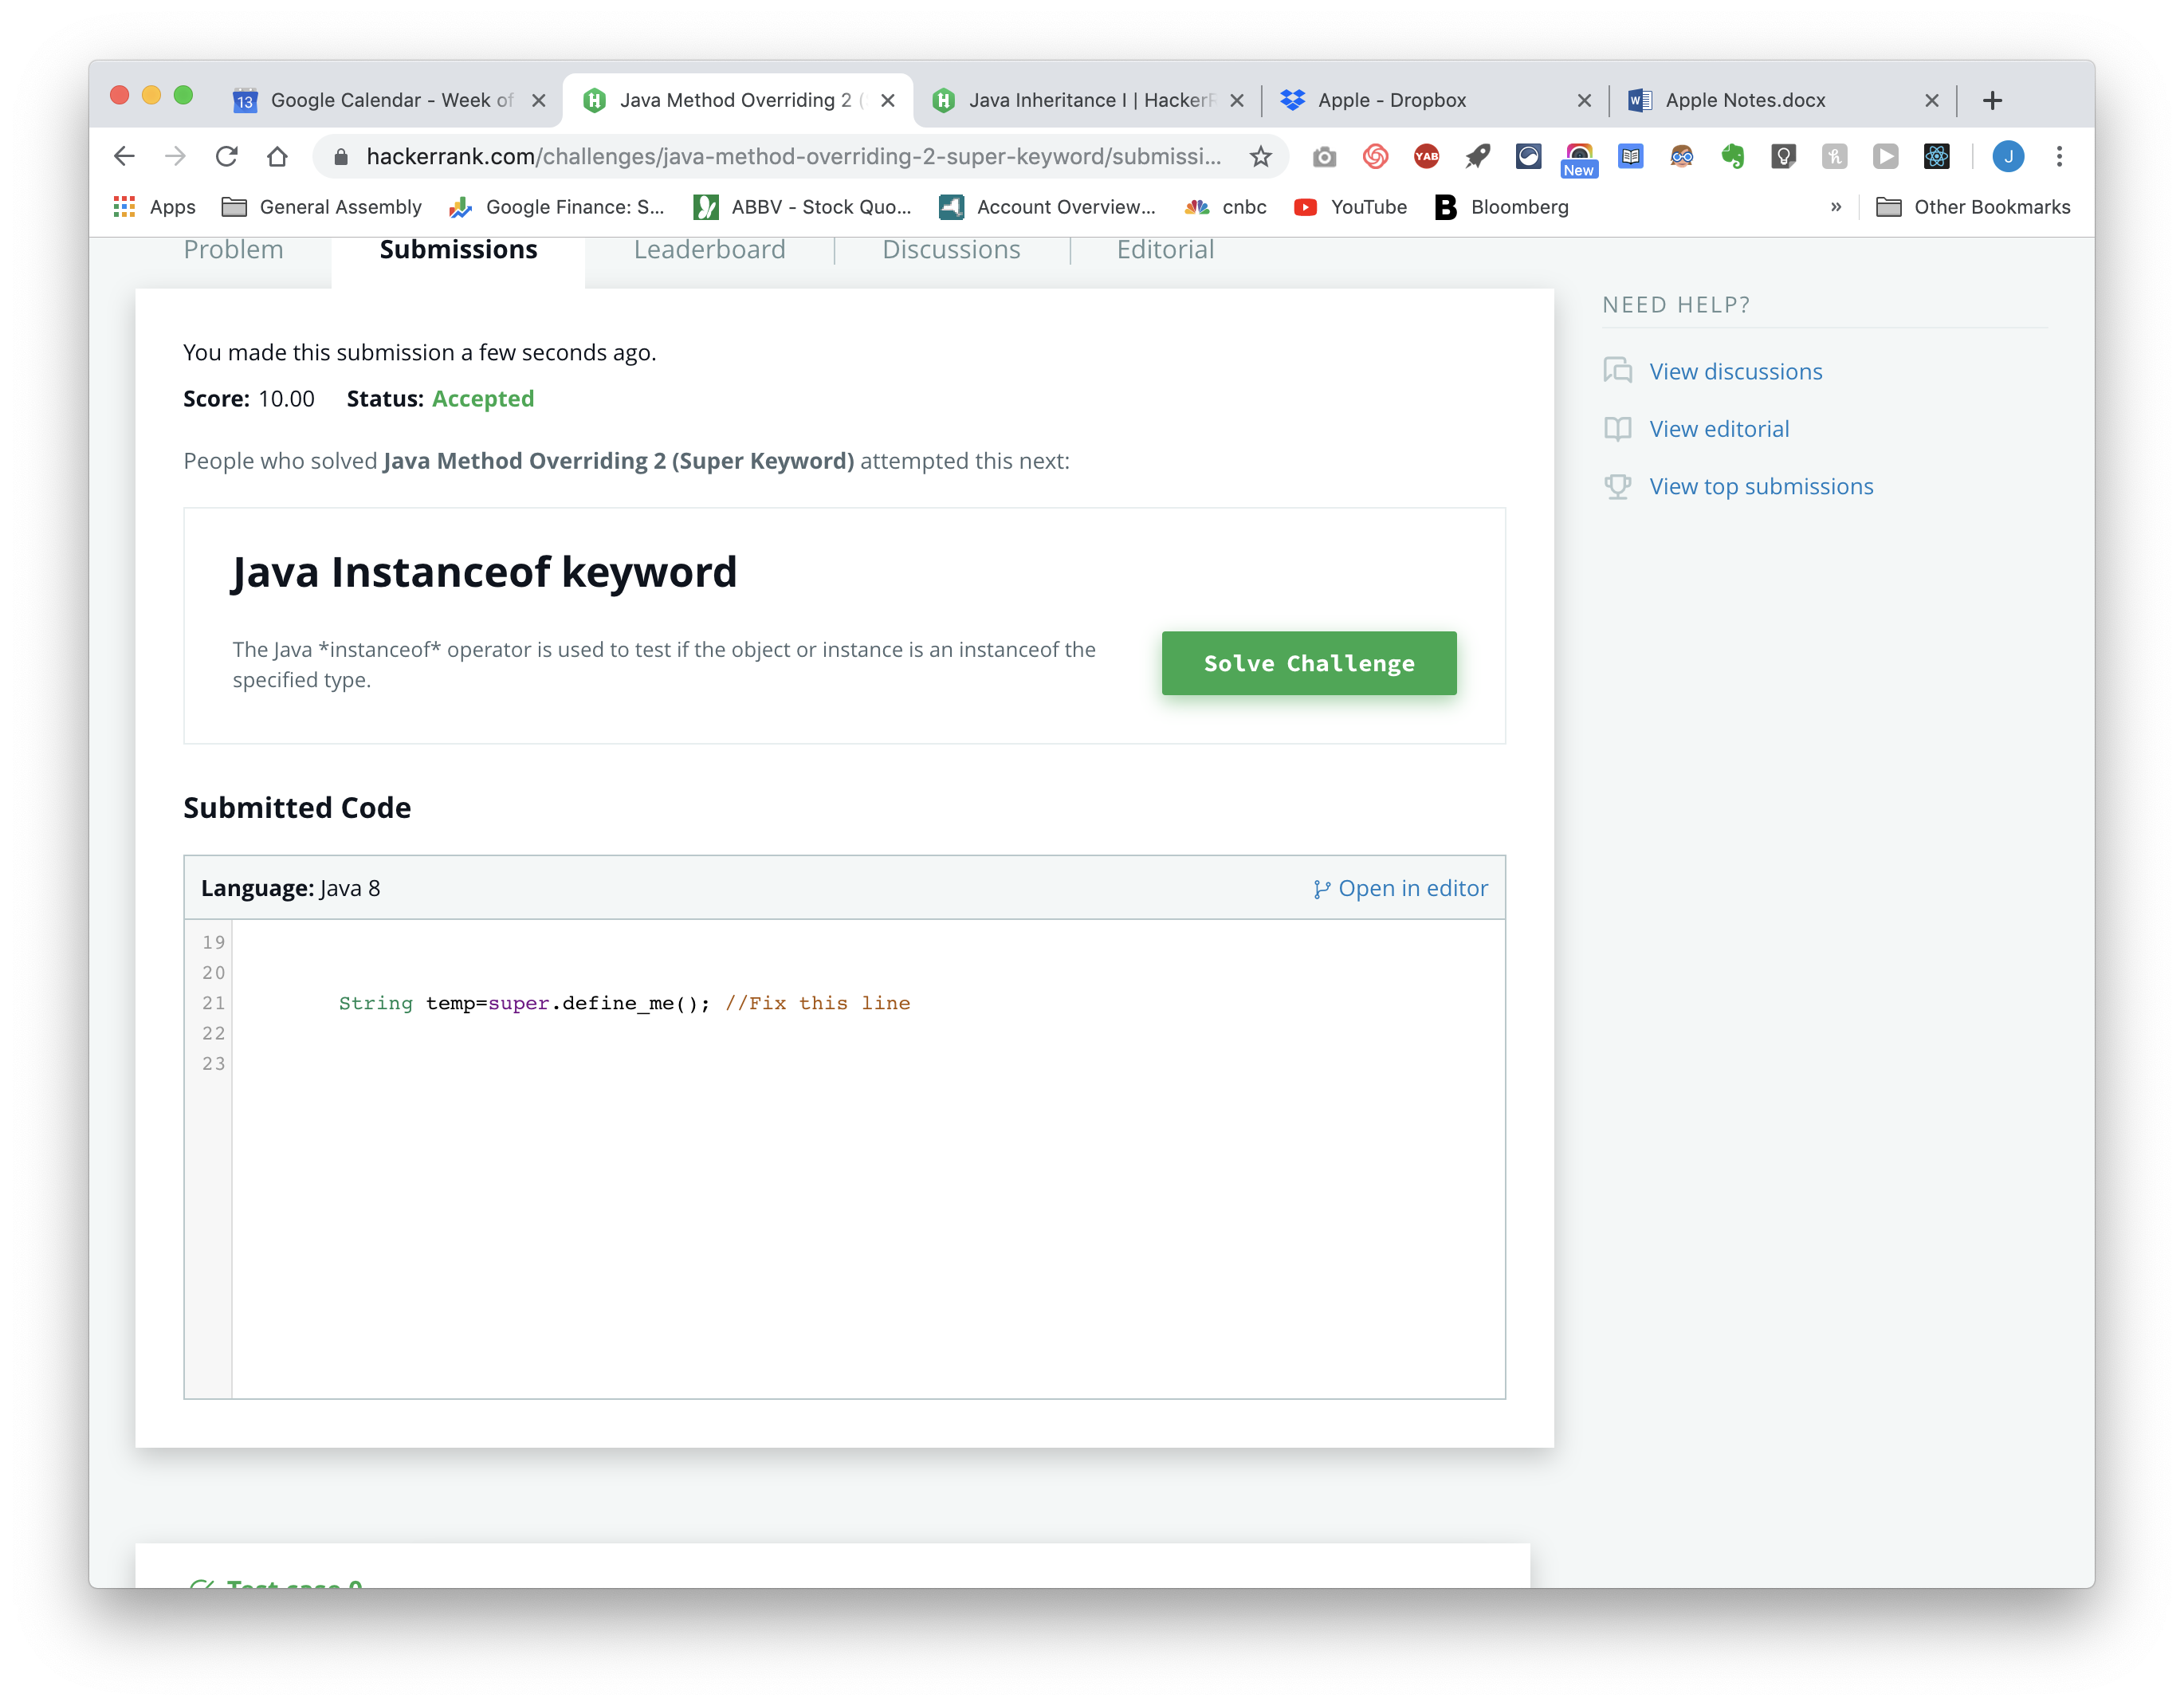 13 Google Calendar - Week of
Java Method Overriding 2 (
Java Inheritance I | Hacker
Apple - Dropbox
Apple Notes.docx
hackerrank.com/challenges/java-method-overriding-2-super-keyword/submissi...
YAB
New
J
Apps
General Assembly
Google Finance: S...
ABBV - Stock Quo...
Account Overview...
cnbc
YouTube
B Bloomberg
»
Other Bookmarks
Problem
Submissions
Leaderboard
Discussions
Editorial
NEED HELP?
View discussions
View editorial
View top submissions
You made this submission a few seconds ago.
Score: 10.00 Status: Accepted
People who solved Java Method Overriding 2 (Super Keyword) attempted this next:
Java Instanceof keyword
The Java *instanceof* operator is used to test if the object or instance is an instanceof the
specified type.
Solve Challenge
Submitted Code
Language: Java 8
Open in editor
19
20
21 String temp=super.define_me(); //Fix this line
22
23
Test case 0